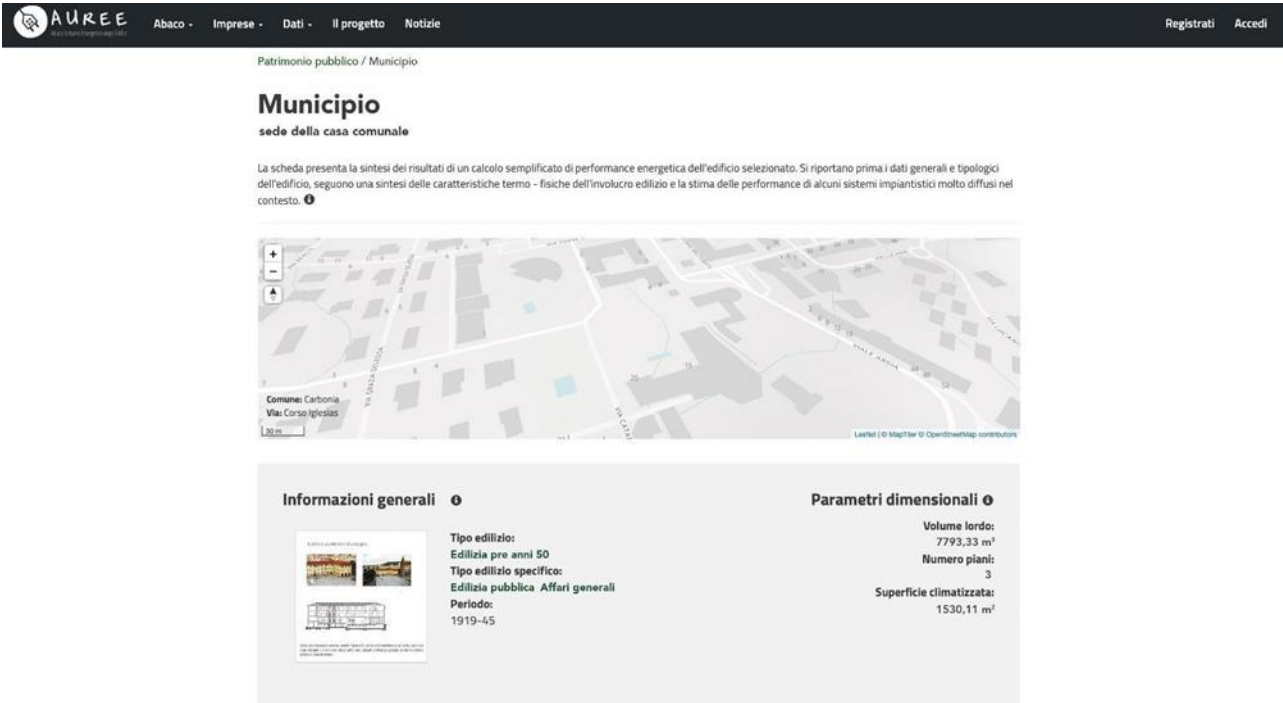 AUREE
Abaco
Imprese
Dati
Il progetto
Notizie
Registrati
Accedi
Patrimonio pubblico / Municipio
Municipio
sede della casa comunale
La scheda presenta la sintesi dei risultati di un calcolo semplificato di performance energetica dell'edificio selezionato. Si riportano prima i dati generali e tipologici
dell'edificio, seguono una sintesi delle caratteristiche termo - fisiche dell'involucro edilizio e la stima delle performance di alcuni sistemi impiantistici molto diffusi nel
contesto.
+
−
Comune: Carbonia
Via: Corso Iglesias
30 m
Leaflet | © MapTiler © OpenStreetMap contributors
Informazioni generali
Tipo edilizio:
Edilizia pre anni 50
Tipo edilizio specifico:
Edilizia pubblica Affari generali
Periodo:
1919-45
Parametri dimensionali
Volume lordo:
7793,33 m³
Numero piani:
3
Superficie climatizzata:
1530,11 m²